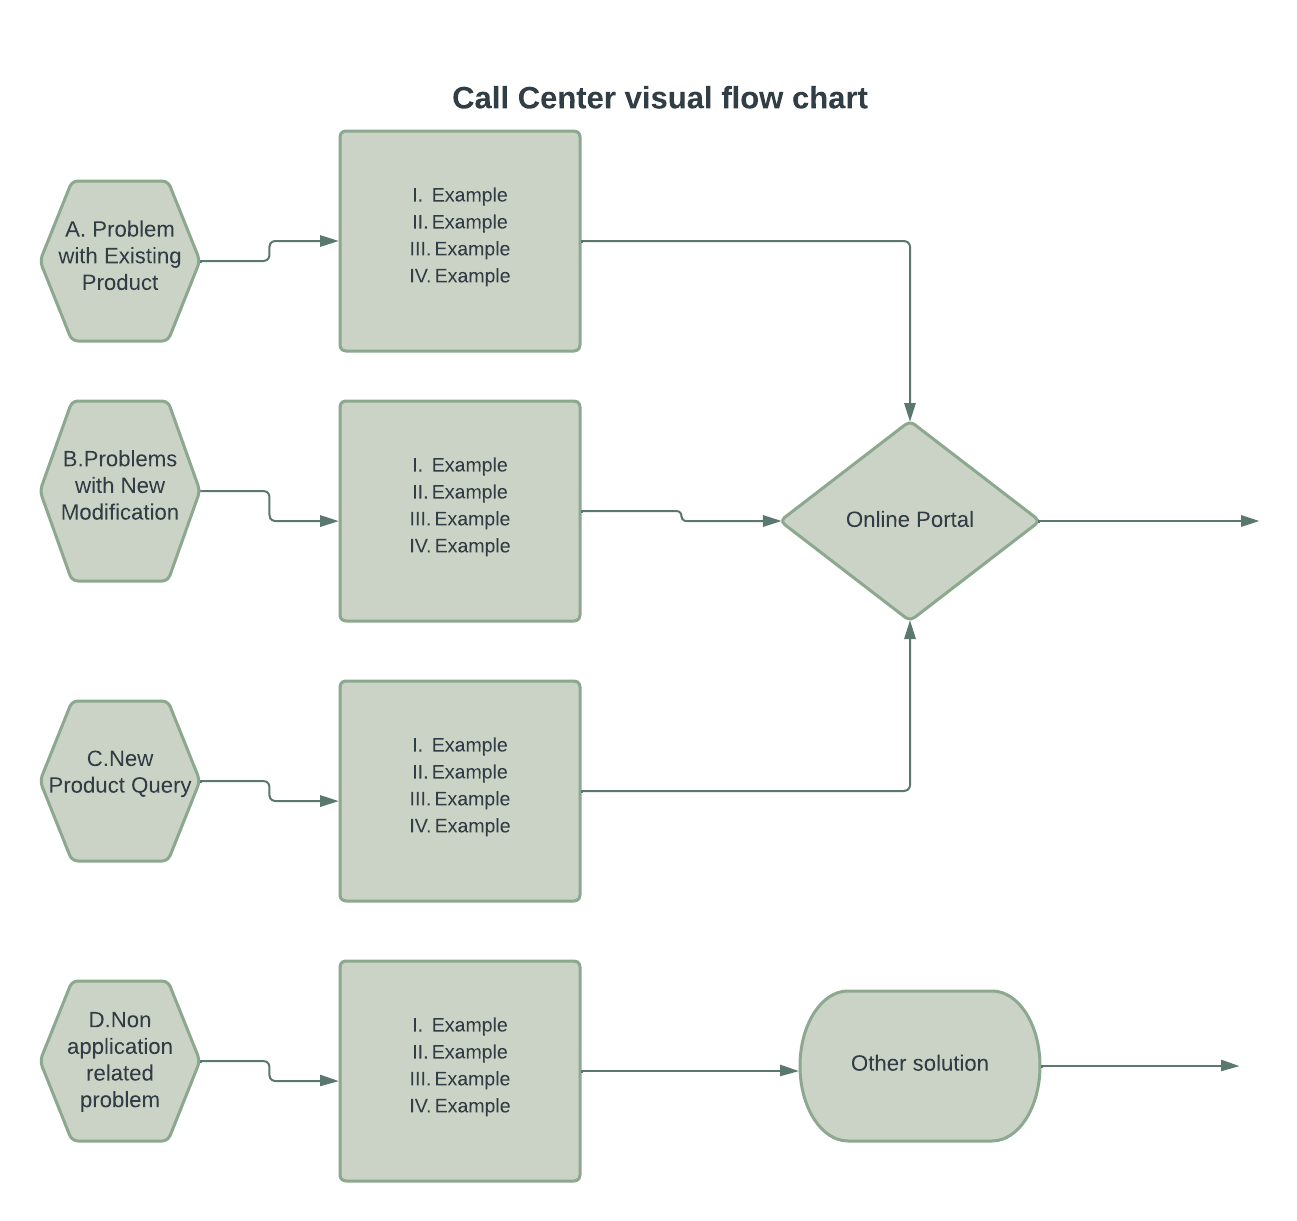 Call Center visual flow chart
A. Problem
with Existing
Product
I. Example
II. Example
III. Example
IV. Example
B.Problems
with New
Modification
I. Example
II. Example
III. Example
IV. Example
Online Portal
C.New
Product Query
I. Example
II. Example
III. Example
IV. Example
D.Non
application
related
problem
I. Example
II. Example
III. Example
IV. Example
Other solution